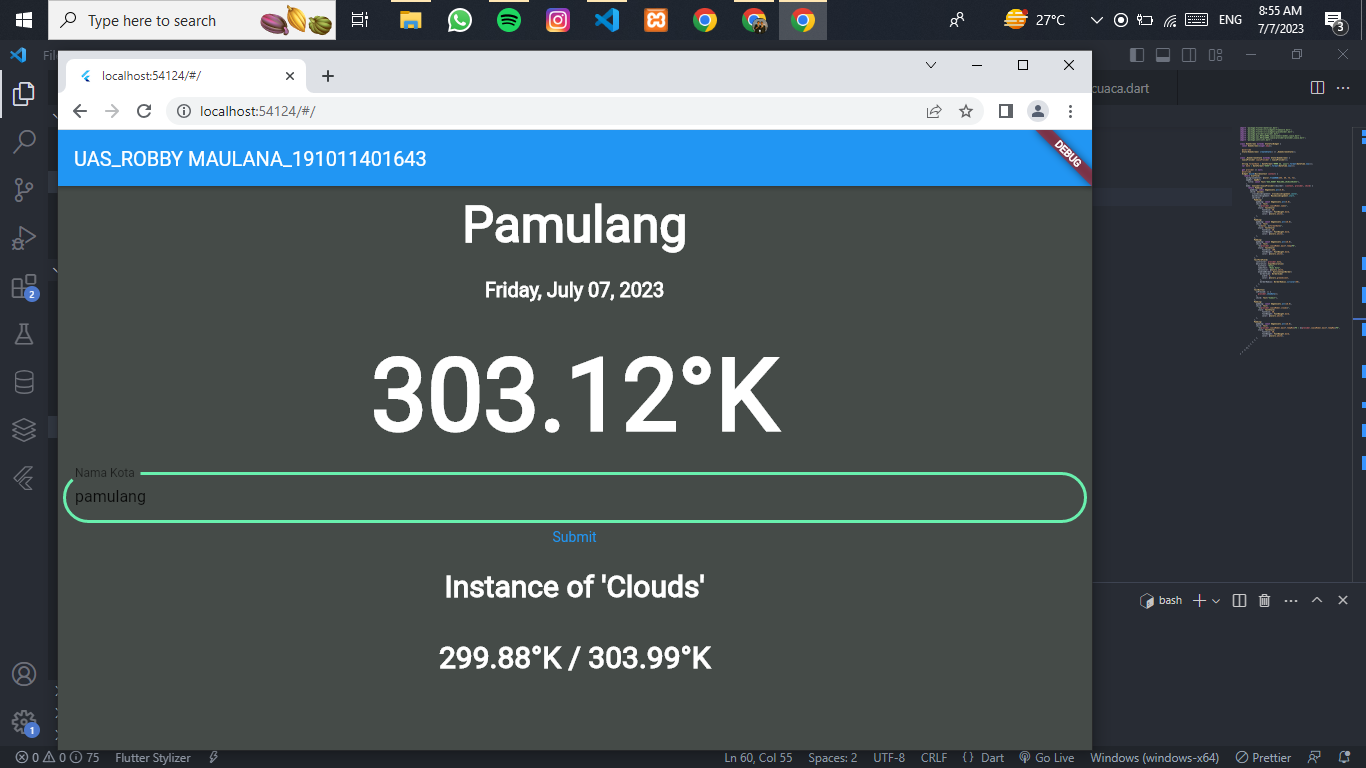 Type here to search
27°C
ENG
8:55 AM
7/7/2023
3
Fil
localhost:54124/#/
cuaca.dart
localhost:54124/#/
UAS_ROBBY MAULANA_191011401643
DEBUG
Pamulang
Friday, July 07, 2023
303.12°K
Nama Kota
pamulang
Submit
Instance of 'Clouds'
299.88°K / 303.99°K
2
bash
1
0 0 75
Flutter Stylizer
Ln 60, Col 55
Spaces: 2
UTF-8
CRLF
{ } Dart
Go Live
Windows (windows-x64)
Prettier